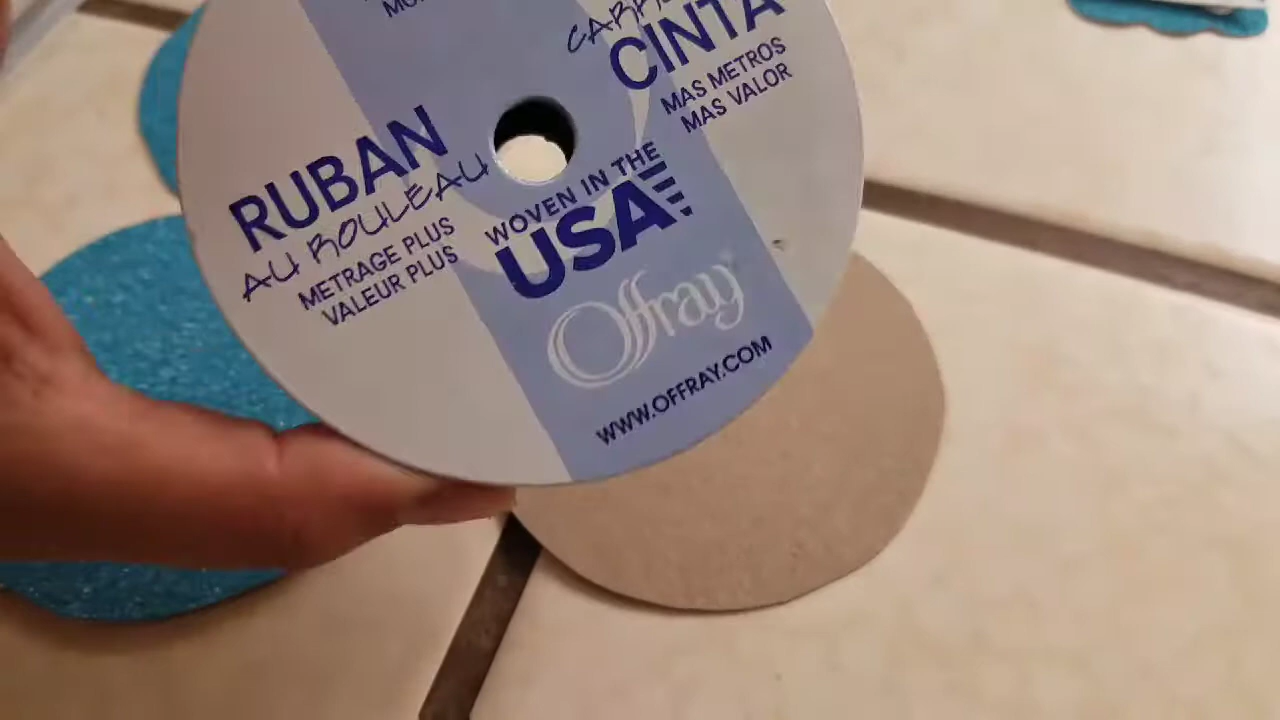 CINTA
MAS METROS
MAS VALOR
RUBAN
AU ROULEAU
METRAGE PLUS
VALEUR PLUS
WOVEN IN THE
USA
Offray
WWW.OFFRAY.COM